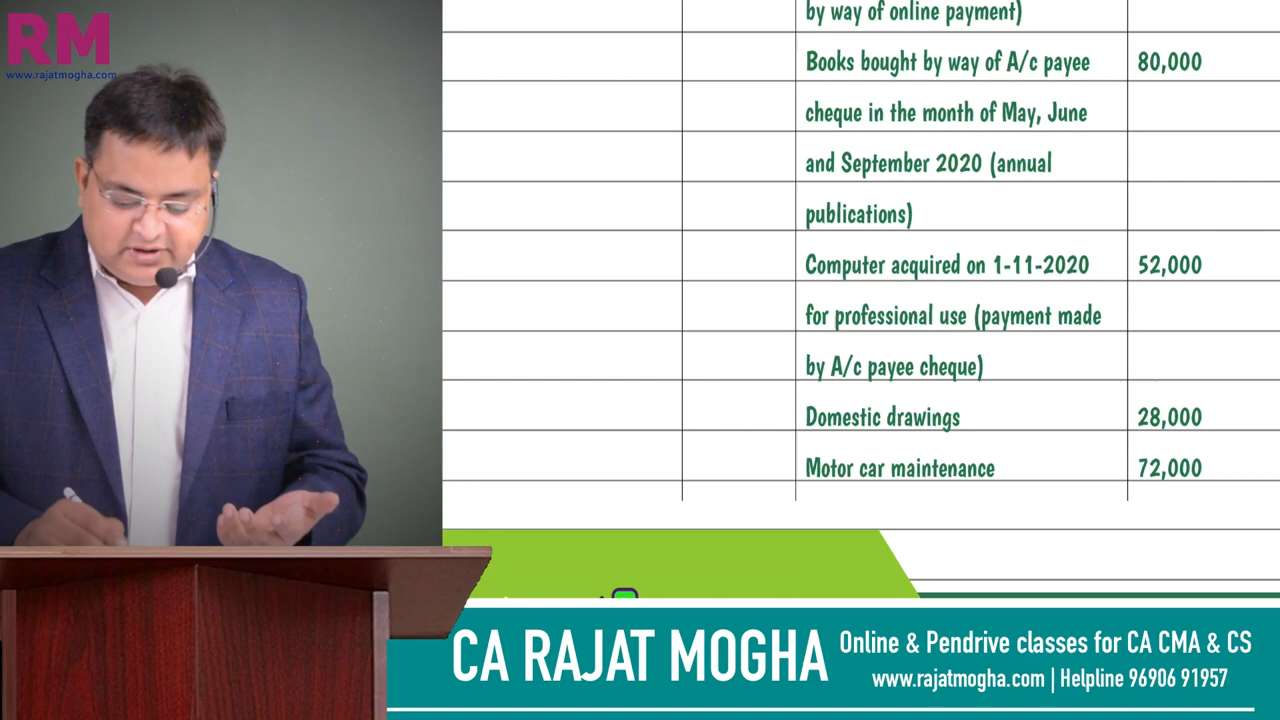 RM
www.rajatmogha.com
by way of online payment)
Books bought by way of A/c payee 80,000
cheque in the month of May, June
and September 2020 (annual
publications)
Computer acquired on 1-11-2020 52,000
for professional use (payment made
by A/c payee cheque)
Domestic drawings 28,000
Motor car maintenance 72,000
CA RAJAT MOGHA
Online & Pendrive classes for CA CMA & CS
www.rajatmogha.com | Helpline 96906 91957